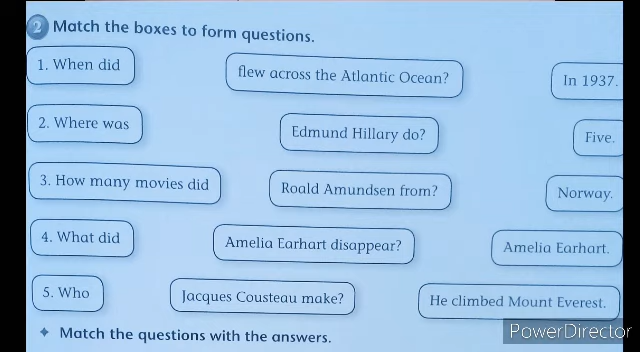 2 Match the boxes to form questions.
1. When did
flew across the Atlantic Ocean?
In 1937.
2. Where was
Edmund Hillary do?
Five.
3. How many movies did
Roald Amundsen from?
Norway.
4. What did
Amelia Earhart disappear?
Amelia Earhart.
5. Who
Jacques Cousteau make?
He climbed Mount Everest.
Match the questions with the answers.
PowerDirector